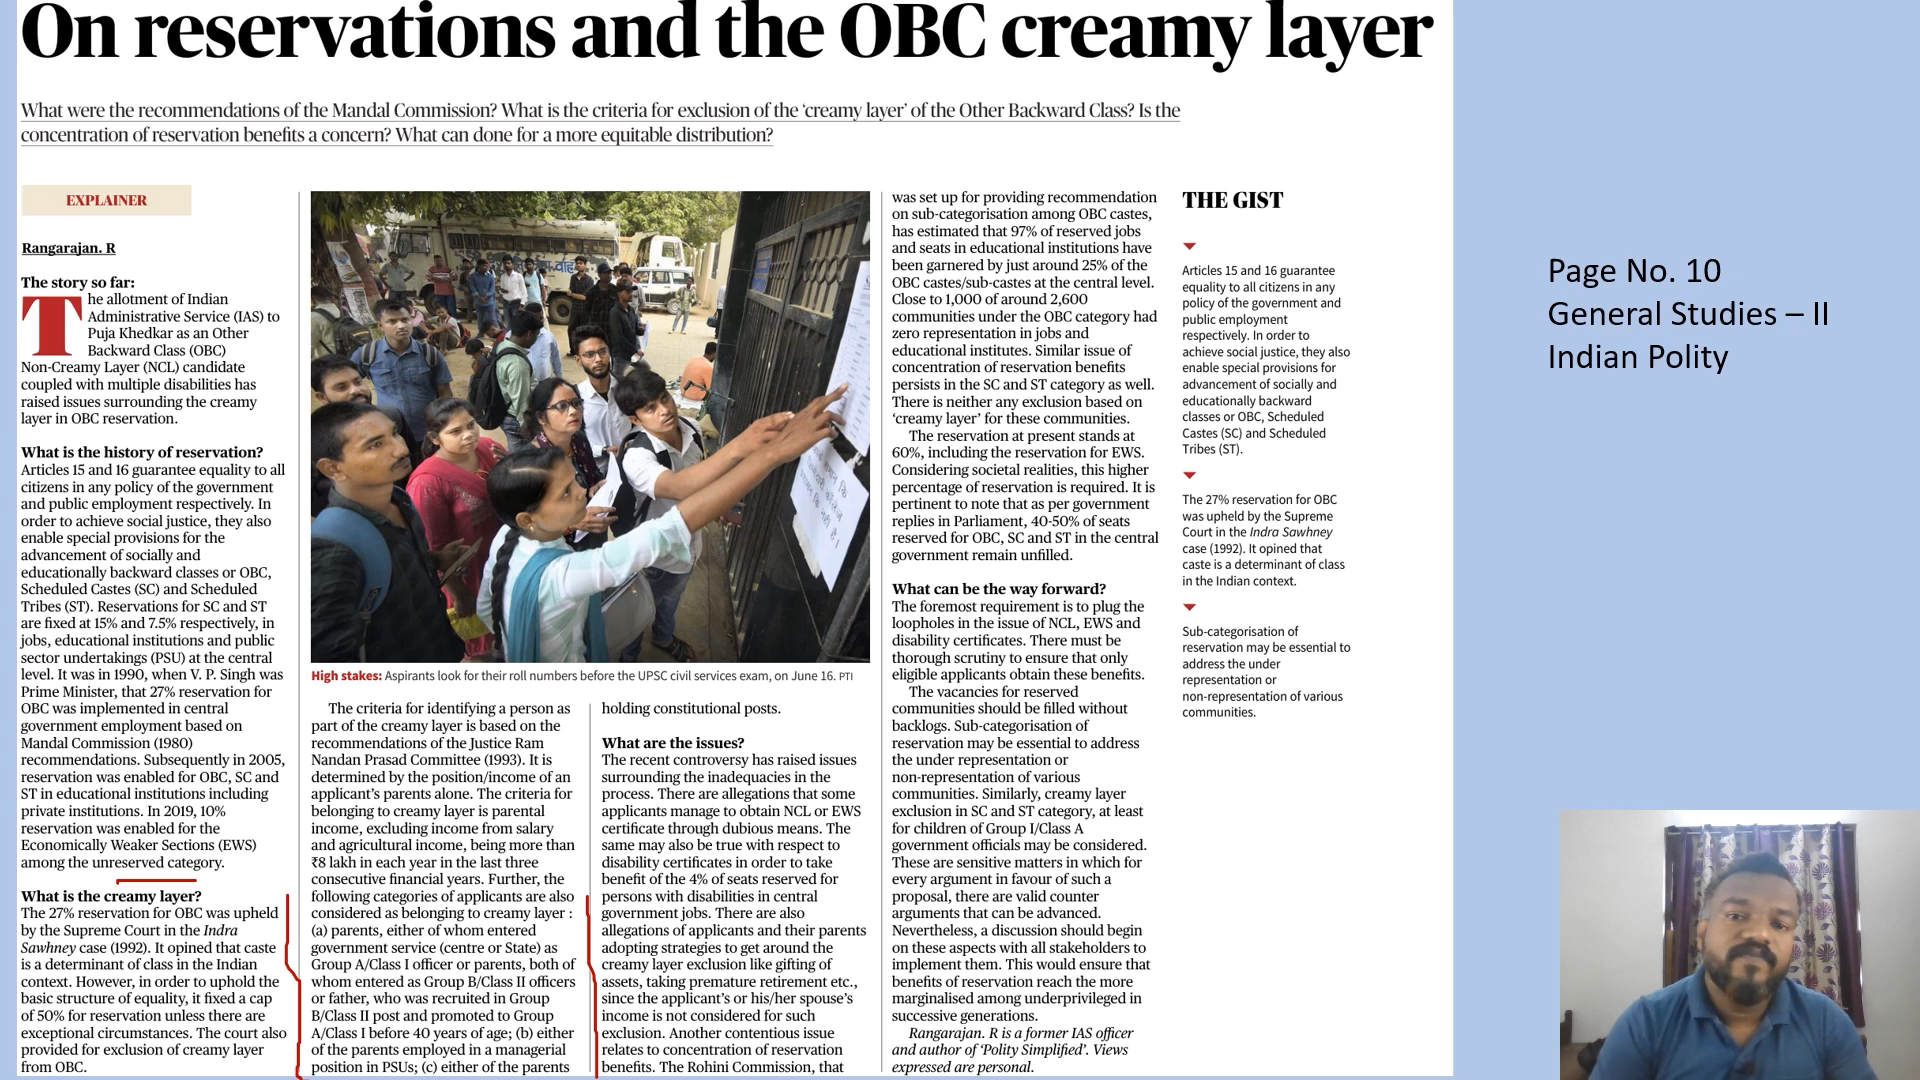 On reservations and the OBC creamy layer
What were the recommendations of the Mandal Commission? What is the criteria for exclusion of the ‘creamy layer’ of the Other Backward Class? Is the
concentration of reservation benefits a concern? What can done for a more equitable distribution?
EXPLAINER
Rangarajan. R
The story so far:
The allotment of Indian
Administrative Service (IAS) to
Puja Khedkar as an Other
Backward Class (OBC)
Non-Creamy Layer (NCL) candidate
coupled with multiple disabilities has
raised issues surrounding the creamy
layer in OBC reservation.
What is the history of reservation?
Articles 15 and 16 guarantee equality to all
citizens in any policy of the government
and public employment respectively. In
order to achieve social justice, they also
enable special provisions for the
advancement of socially and
educationally backward classes or OBC,
Scheduled Castes (SC) and Scheduled
Tribes (ST). Reservations for SC and ST
are fixed at 15% and 7.5% respectively, in
jobs, educational institutions and public
sector undertakings (PSU) at the central
level. It was in 1990, when V. P. Singh was
Prime Minister, that 27% reservation for
OBC was implemented in central
government employment based on
Mandal Commission (1980)
recommendations. Subsequently in 2005,
reservation was enabled for OBC, SC and
ST in educational institutions including
private institutions. In 2019, 10%
reservation was enabled for the
Economically Weaker Sections (EWS)
among the unreserved category.
What is the creamy layer?
The 27% reservation for OBC was upheld
by the Supreme Court in the Indra
Sawhney case (1992). It opined that caste
is a determinant of class in the Indian
context. However, in order to uphold the
basic structure of equality, it fixed a cap
of 50% for reservation unless there are
exceptional circumstances. The court also
provided for exclusion of creamy layer
from OBC.
High stakes: Aspirants look for their roll numbers before the UPSC civil services exam, on June 16. PTI
The criteria for identifying a person as
part of the creamy layer is based on the
recommendations of the Justice Ram
Nandan Prasad Committee (1993). It is
determined by the position/income of an
applicant’s parents alone. The criteria for
belonging to creamy layer is parental
income, excluding income from salary
and agricultural income, being more than
₹8 lakh in each year in the last three
consecutive financial years. Further, the
following categories of applicants are also
considered as belonging to creamy layer :
(a) parents, either of whom entered
government service (centre or State) as
Group A/Class I officer or parents, both of
whom entered as Group B/Class II officers
or father, who was recruited in Group
B/Class II post and promoted to Group
A/Class I before 40 years of age; (b) either
of the parents employed in a managerial
position in PSUs; (c) either of the parents
holding constitutional posts.
What are the issues?
The recent controversy has raised issues
surrounding the inadequacies in the
process. There are allegations that some
applicants manage to obtain NCL or EWS
certificate through dubious means. The
same may also be true with respect to
disability certificates in order to take
benefit of the 4% of seats reserved for
persons with disabilities in central
government jobs. There are also
allegations of applicants and their parents
adopting strategies to get around the
creamy layer exclusion like gifting of
assets, taking premature retirement etc.,
since the applicant’s or his/her spouse’s
income is not considered for such
exclusion. Another contentious issue
relates to concentration of reservation
benefits. The Rohini Commission, that
was set up for providing recommendation
on sub-categorisation among OBC castes,
has estimated that 97% of reserved jobs
and seats in educational institutions have
been garnered by just around 25% of the
OBC castes/sub-castes at the central level.
Close to 1,000 of around 2,600
communities under the OBC category had
zero representation in jobs and
educational institutes. Similar issue of
concentration of reservation benefits
persists in the SC and ST category as well.
There is neither any exclusion based on
‘creamy layer’ for these communities.
The reservation at present stands at
60%, including the reservation for EWS.
Considering societal realities, this higher
percentage of reservation is required. It is
pertinent to note that as per government
replies in Parliament, 40-50% of seats
reserved for OBC, SC and ST in the central
government remain unfilled.
What can be the way forward?
The foremost requirement is to plug the
loopholes in the issue of NCL, EWS and
disability certificates. There must be
thorough scrutiny to ensure that only
eligible applicants obtain these benefits.
The vacancies for reserved
communities should be filled without
backlogs. Sub-categorisation of
reservation may be essential to address
the under representation or
non-representation of various
communities. Similarly, creamy layer
exclusion in SC and ST category, at least
for children of Group I/Class A
government officials may be considered.
These are sensitive matters in which for
every argument in favour of such a
proposal, there are valid counter
arguments that can be advanced.
Nevertheless, a discussion should begin
on these aspects with all stakeholders to
implement them. This would ensure that
benefits of reservation reach the more
marginalised among underprivileged in
successive generations.
Rangarajan. R is a former IAS officer
and author of ‘Polity Simplified’. Views
expressed are personal.
THE GIST
Articles 15 and 16 guarantee
equality to all citizens in any
policy of the government and
public employment
respectively. In order to
achieve social justice, they also
enable special provisions for
advancement of socially and
educationally backward
classes or OBC, Scheduled
Castes (SC) and Scheduled
Tribes (ST).
The 27% reservation for OBC
was upheld by the Supreme
Court in the Indra Sawhney
case (1992). It opined that
caste is a determinant of class
in the Indian context.
Sub-categorisation of
reservation may be essential to
address the under
representation or
non-representation of various
communities.
Page No. 10
General Studies – II
Indian Polity